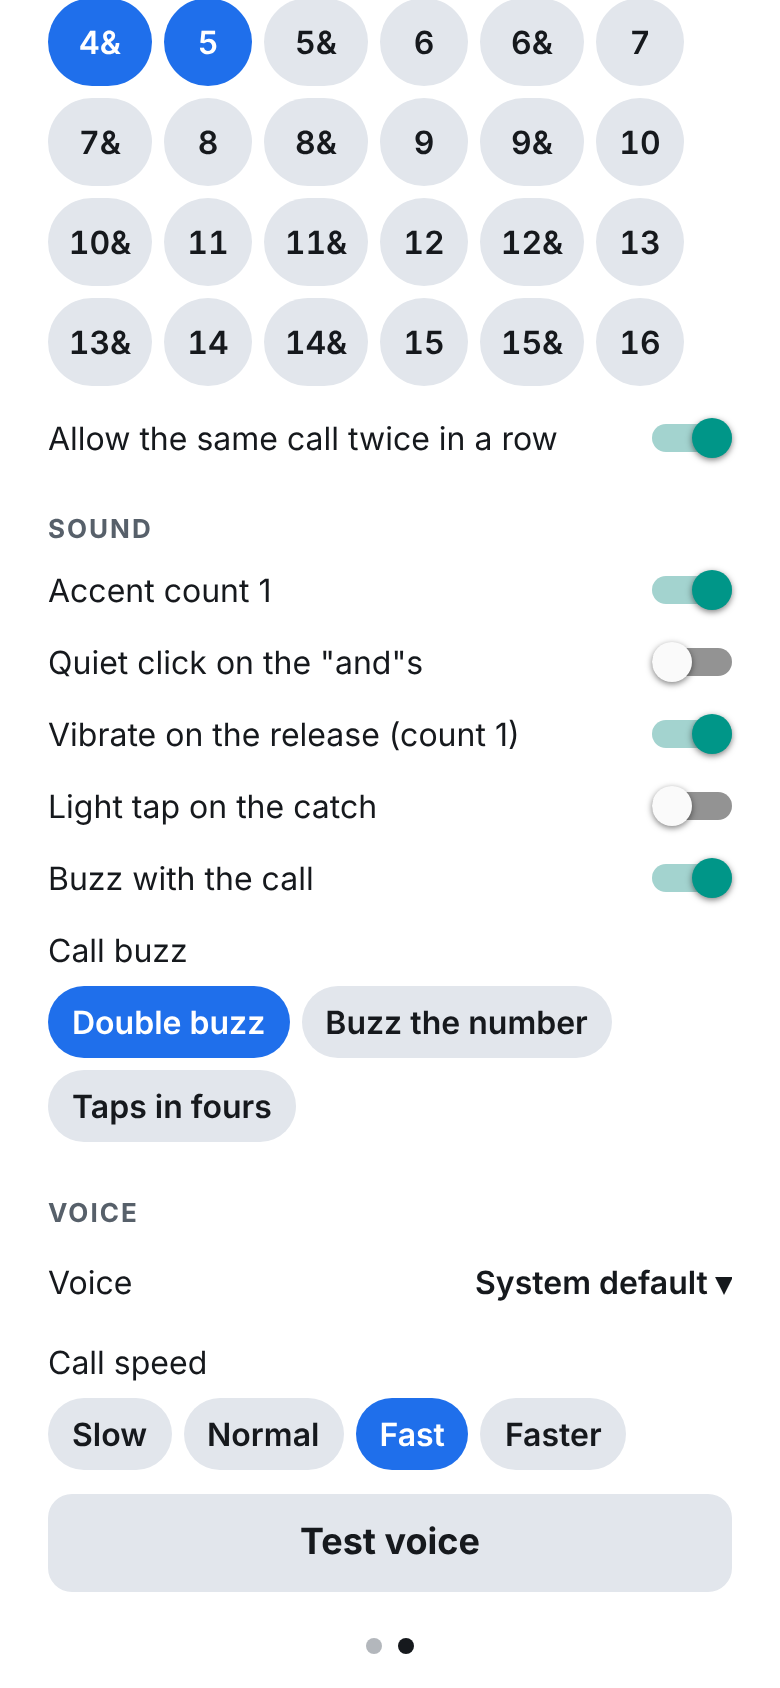 4& 5 5& 6 6& 7
7& 8 8& 9 9& 10
10& 11 11& 12 12& 13
13& 14 14& 15 15& 16
Allow the same call twice in a row
SOUND
Accent count 1
Quiet click on the "and"s
Vibrate on the release (count 1)
Light tap on the catch
Buzz with the call
Call buzz
Double buzz Buzz the number
Taps in fours
VOICE
Voice System default ▾
Call speed
Slow Normal Fast Faster
Test voice